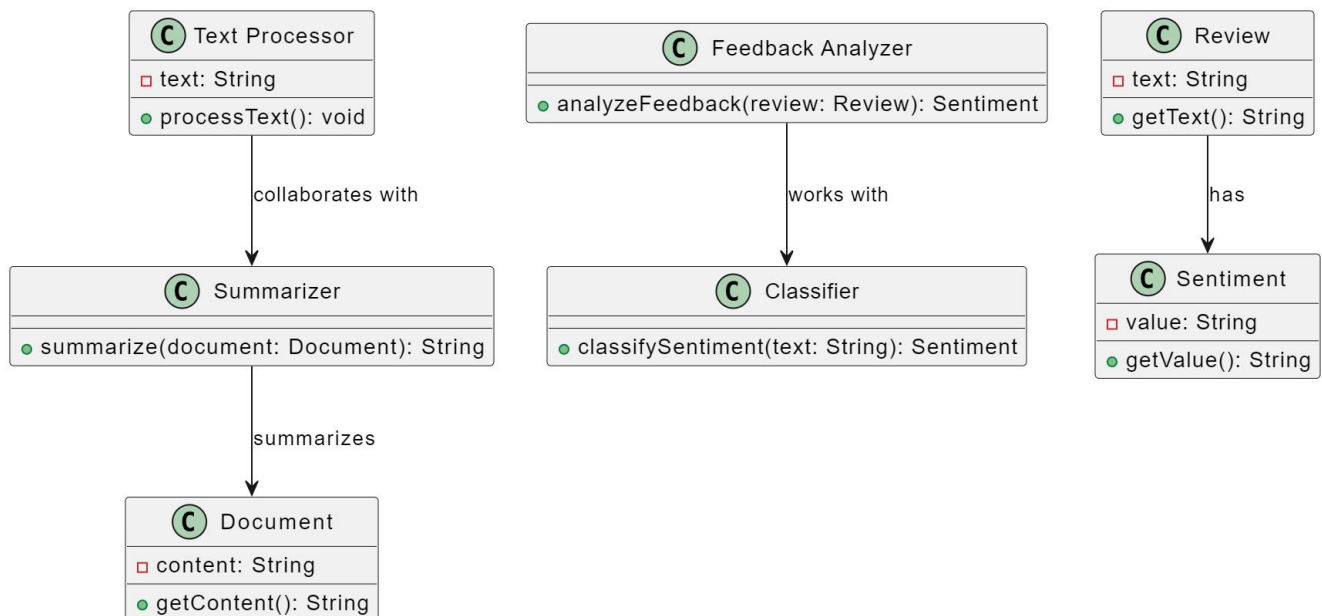 C Text Processor
text: String
processText(): void
collaborates with
C Summarizer
summarize(document: Document): String
summarizes
C Document
content: String
getContent(): String
C Feedback Analyzer
analyzeFeedback(review: Review): Sentiment
works with
C Classifier
classifySentiment(text: String): Sentiment
C Review
text: String
getText(): String
has
C Sentiment
value: String
getValue(): String